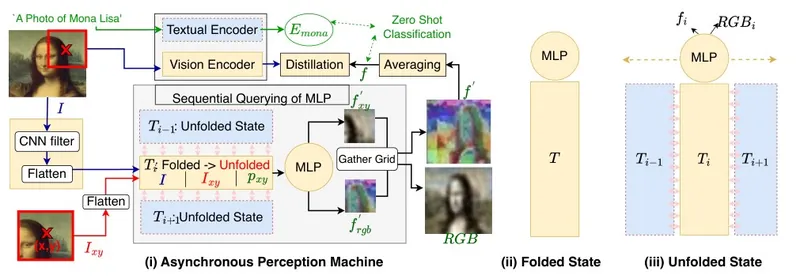 `A Photo of Mona Lisa'
Textual Encoder
E_mona
Zero Shot
Classification
Vision Encoder
Distillation
f
Averaging
X
I
CNN filter
Flatten
Sequential Querying of MLP
T_{i-1}: Unfolded State
T_i: Folded -> Unfolded
I | I_xy | p_xy
T_{i+1}: Unfolded State
MLP
f'_xy
Gather Grid
f'_rgb
f'
RGB
Flatten
X
(x,y)
I_xy
(i) Asynchronous Perception Machine
MLP
T
(ii) Folded State
f_i
RGB_i
MLP
T_{i-1}
T_i
T_{i+1}
(iii) Unfolded State